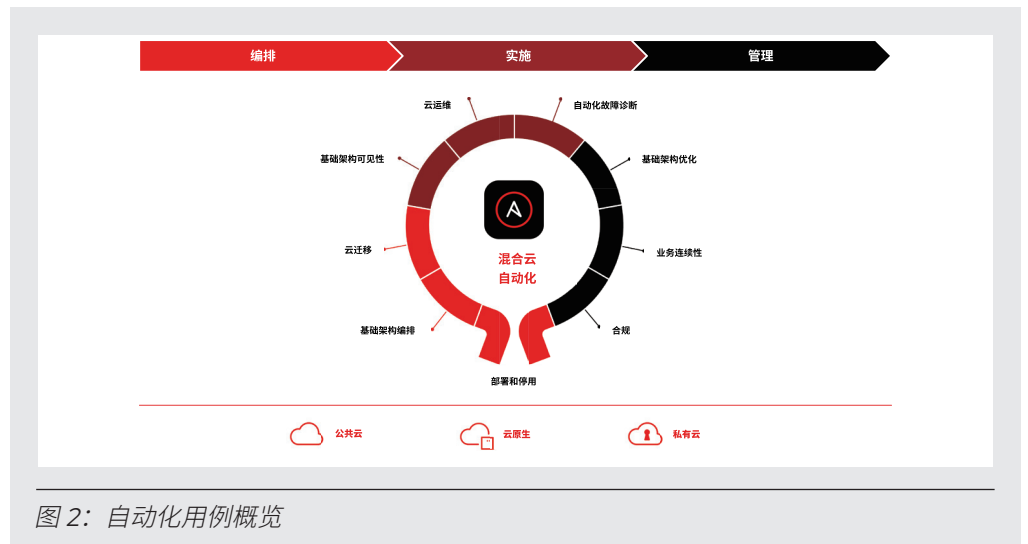 编排
实施
管理
云运维
自动化故障诊断
基础架构可见性
基础架构优化
云迁移
业务连续性
混合云
自动化
基础架构编排
合规
部署和停用
公共云
云原生
私有云
图 2：自动化用例概览